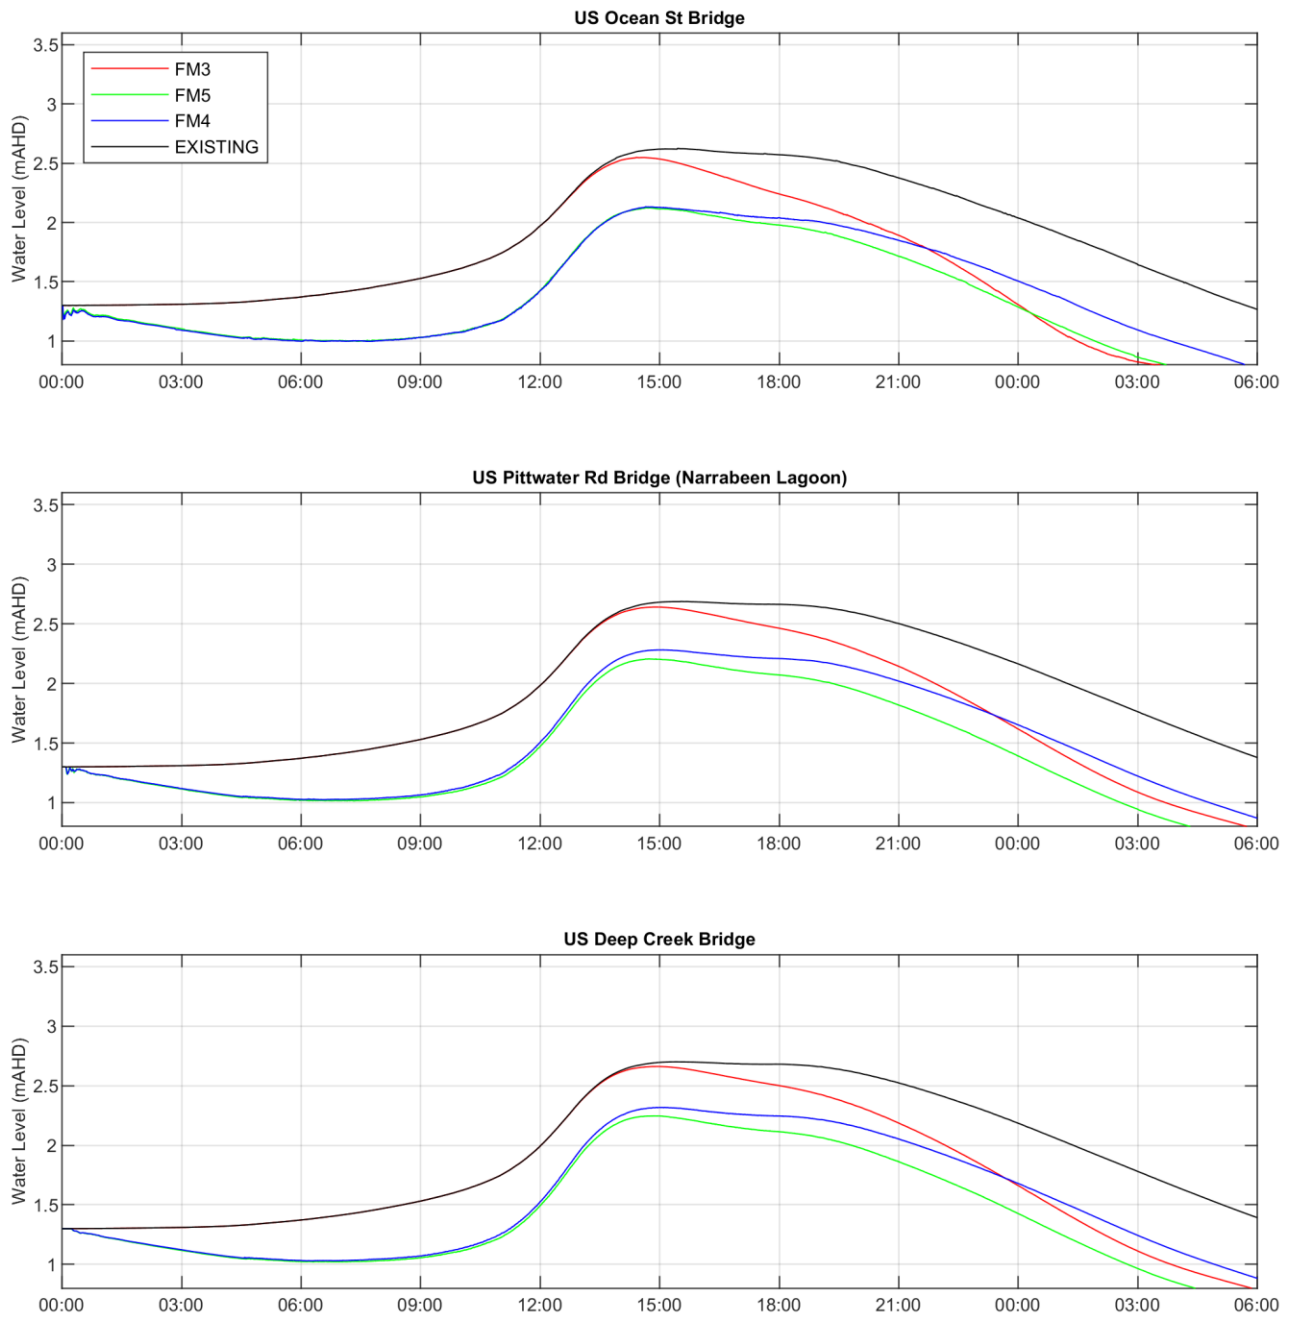 US Ocean St Bridge
3.5
3
2.5
2
1.5
1
Water Level (mAHD)
FM3
FM5
FM4
EXISTING
00:00 03:00 06:00 09:00 12:00 15:00 18:00 21:00 00:00 03:00 06:00
US Pittwater Rd Bridge (Narrabeen Lagoon)
3.5
3
2.5
2
1.5
1
Water Level (mAHD)
00:00 03:00 06:00 09:00 12:00 15:00 18:00 21:00 00:00 03:00 06:00
US Deep Creek Bridge
3.5
3
2.5
2
1.5
1
Water Level (mAHD)
00:00 03:00 06:00 09:00 12:00 15:00 18:00 21:00 00:00 03:00 06:00